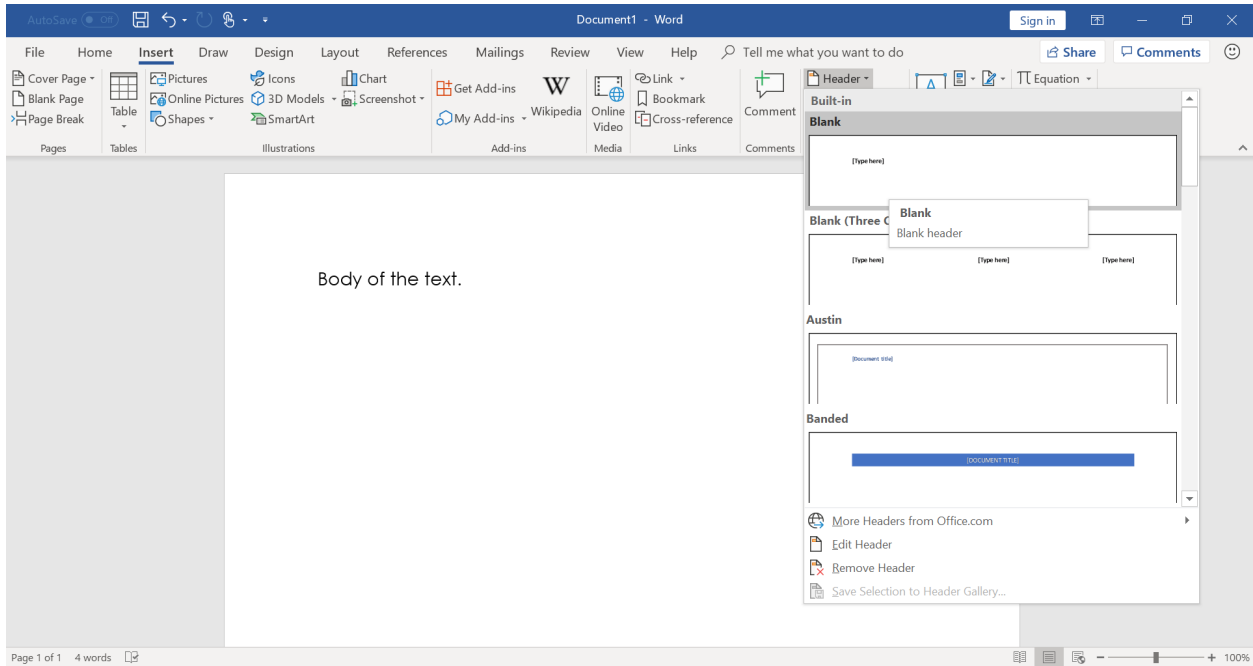 AutoSave Off Document1 - Word Sign in
File Home Insert Draw Design Layout References Mailings Review View Help Tell me what you want to do Share Comments
Cover Page
Blank Page
Page Break
Pages
Table
Tables
Pictures
Online Pictures
Shapes
Icons
3D Models
SmartArt
Chart
Screenshot
Illustrations
Get Add-ins
My Add-ins
W
Wikipedia
Add-ins
Online
Video
Media
Link
Bookmark
Cross-reference
Links
Comment
Comments
Header
A
Equation
Built-in
Blank
[Type here]
Blank (Three C
Blank
Blank header
[Type here] [Type here] [Type here]
Austin
[Document title]
Banded
[DOCUMENT TITLE]
More Headers from Office.com
Edit Header
Remove Header
Save Selection to Header Gallery...
Body of the text.
Page 1 of 1 4 words 100%